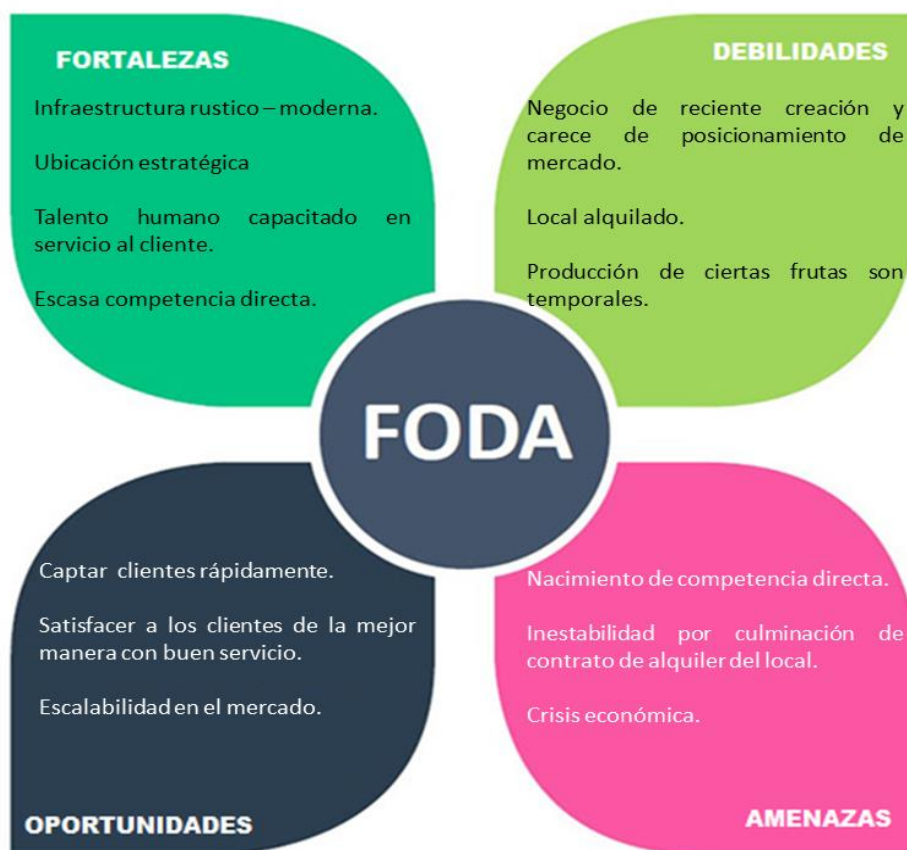 FORTALEZAS
Infraestructura rustico – moderna.
Ubicación estratégica
Talento humano capacitado en
servicio al cliente.
Escasa competencia directa.
DEBILIDADES
Negocio de reciente creación y
carece de posicionamiento de
mercado.
Local alquilado.
Producción de ciertas frutas son
temporales.
FODA
Captar clientes rápidamente.
Satisfacer a los clientes de la mejor
manera con buen servicio.
Escalabilidad en el mercado.
OPORTUNIDADES
Nacimiento de competencia directa.
Inestabilidad por culminación de
contrato de alquiler del local.
Crisis económica.
AMENAZAS